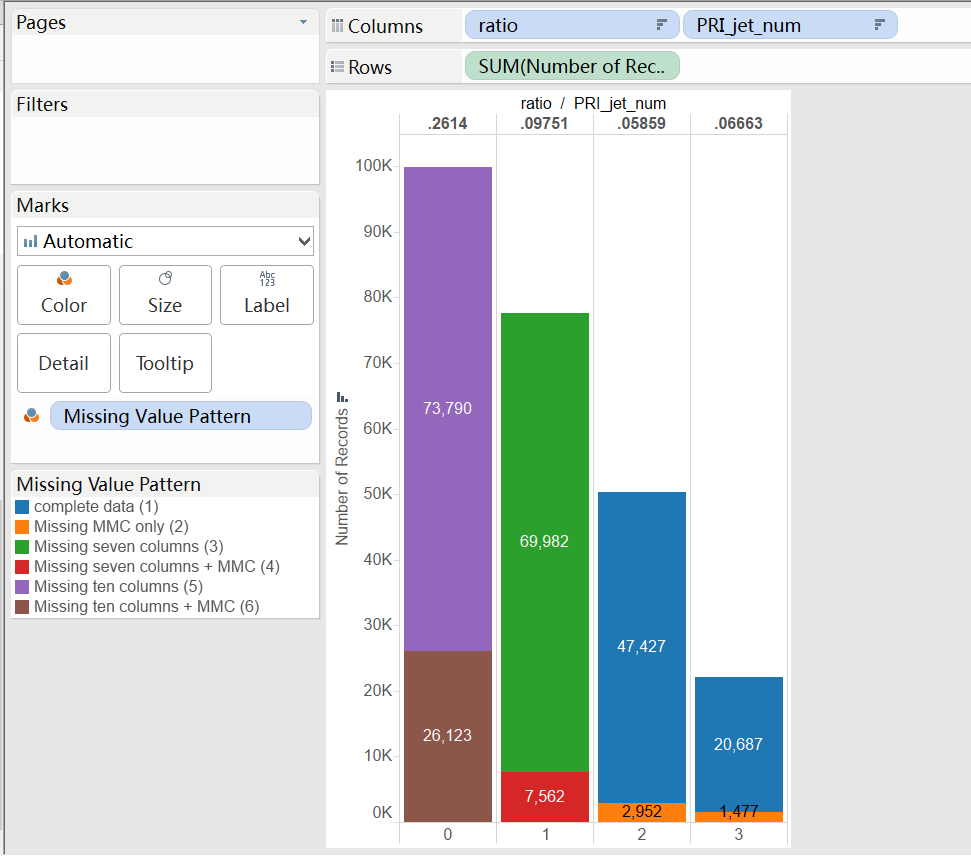 Pages
Filters
Marks
Automatic
Color
Size
Abc
123
Label
Detail
Tooltip
Missing Value Pattern
Missing Value Pattern
complete data (1)
Missing MMC only (2)
Missing seven columns (3)
Missing seven columns + MMC (4)
Missing ten columns (5)
Missing ten columns + MMC (6)
Columns ratio PRI_jet_num
Rows SUM(Number of Rec..
ratio / PRI_jet_num
.2614 .09751 .05859 .06663
Number of Records
100K
90K
80K
70K
60K
50K
40K
30K
20K
10K
0K
73,790
26,123
69,982
7,562
47,427
2,952
20,687
1,477
0 1 2 3